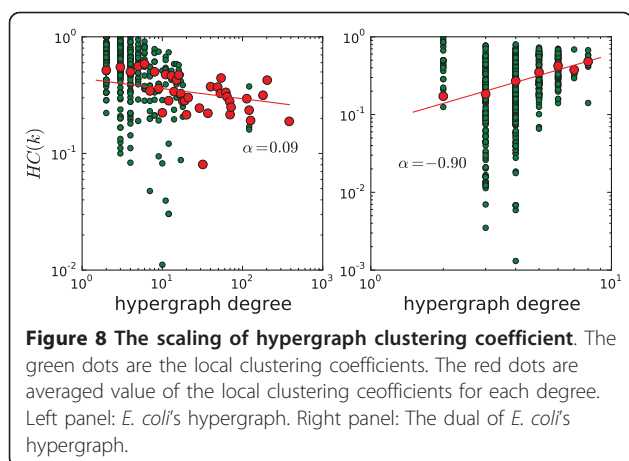 10^0
10^-1
10^-2
10^0 10^1 10^2 10^3
HC(k)
hypergraph degree
α=0.09
10^0
10^-1
10^-2
10^-3
10^0 10^1
hypergraph degree
α=−0.90
Figure 8 The scaling of hypergraph clustering coefficient. The
green dots are the local clustering coefficients. The red dots are
averaged value of the local clustering ceofficients for each degree.
Left panel: E. coli's hypergraph. Right panel: The dual of E. coli's
hypergraph.